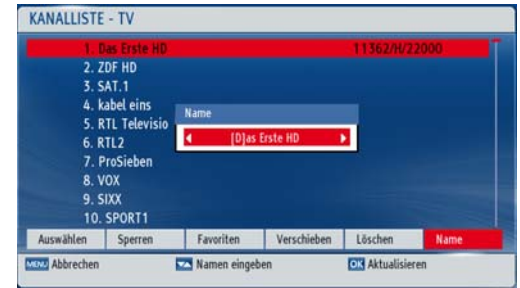 KANALLISTE - TV
1. Das Erste HD 11362/H/22000
2. ZDF HD
3. SAT.1
4. kabel eins
5. RTL Televisio
6. RTL2
7. ProSieben
8. VOX
9. SIXX
10. SPORT1
Name
[D]as Erste HD
Auswählen Sperren Favoriten Verschieben Löschen Name
MENU Abbrechen Namen eingeben OK Aktualisieren